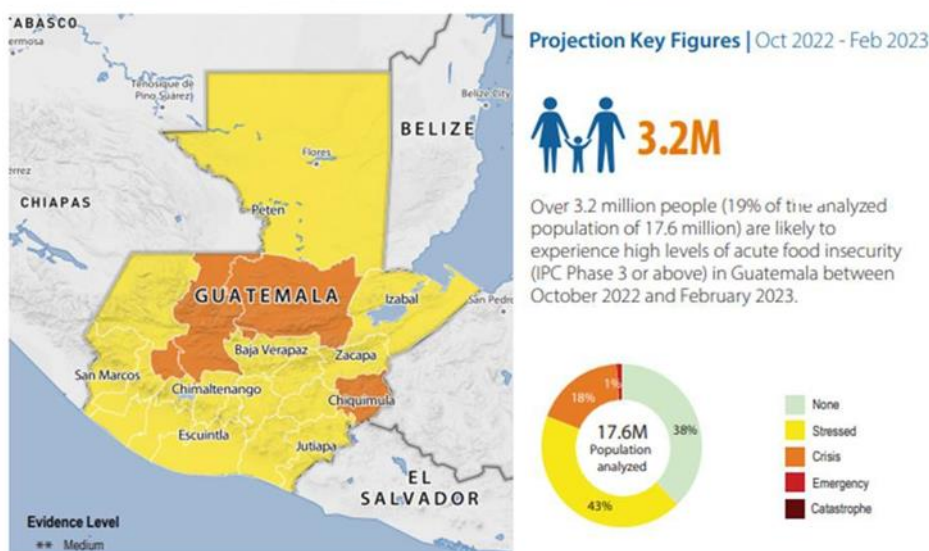 TABASCO
ermosa
Tenosique de
Pino Suárez)
Belize City
BELIZE
Flores
CHIAPAS
Peten
GUATEMALA
Izabal
San Pedr
Baja Verapaz
Zacapa
San Marcos
Chimaltenango
Chiquimula
Escuintla
Jutiapa
EL
SALVADOR
Evidence Level
** Medium
Projection Key Figures | Oct 2022 - Feb 2023
3.2M
Over 3.2 million people (19% of the analyzed
population of 17.6 million) are likely to
experience high levels of acute food insecurity
(IPC Phase 3 or above) in Guatemala between
October 2022 and February 2023.
1%
18%
38%
17.6M
Population
analyzed
43%
None
Stressed
Crisis
Emergency
Catastrophe